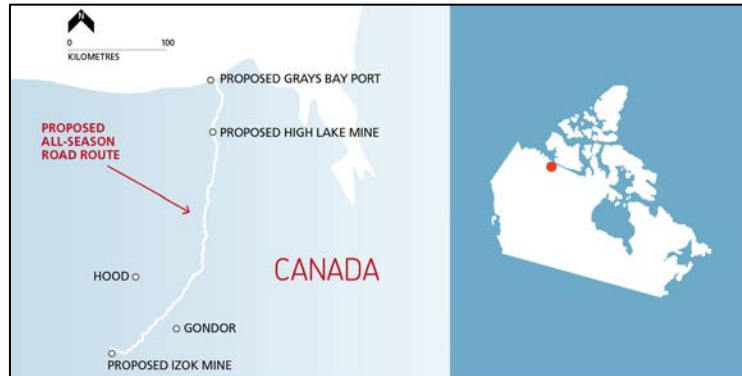 N
0 100
KILOMETRES
PROPOSED GRAYS BAY PORT
PROPOSED HIGH LAKE MINE
PROPOSED
ALL-SEASON
ROAD ROUTE
CANADA
HOOD
GONDOR
PROPOSED IZOK MINE